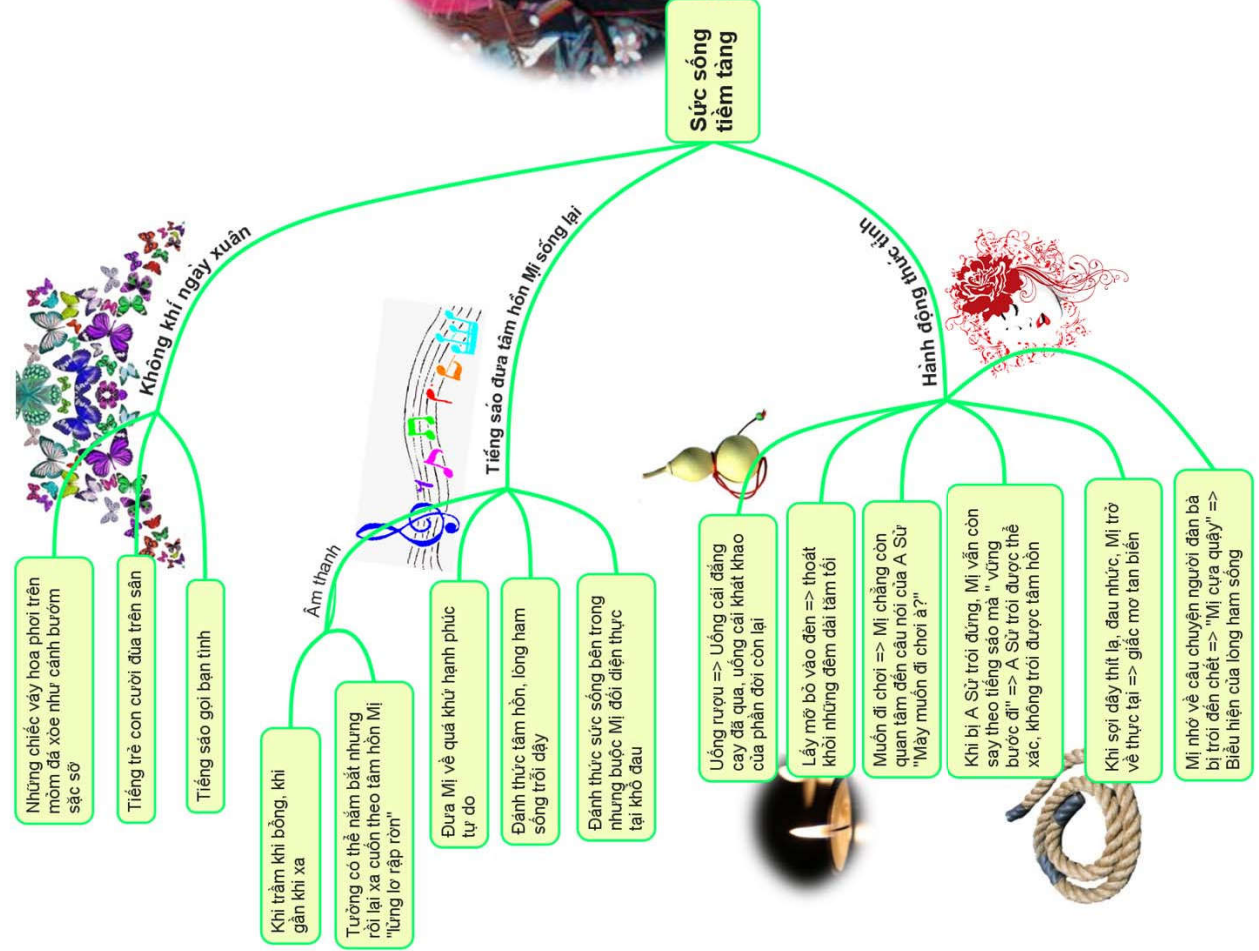 Sức sống
tiềm tàng
Không khí ngày xuân
Những chiếc váy hoa phơi trên
mỏm đá xòe như cánh bướm
sặc sỡ
Tiếng trẻ con cười đùa trên sân
Tiếng sáo gọi bạn tình
Tiếng sáo đưa tâm hồn Mị sống lại
Âm thanh
Khi trầm khi bổng, khi
gần khi xa
Tưởng có thể nắm bắt nhưng
rồi lại xa cuốn theo tâm hồn Mị
"lửng lơ rập rờn"
Đưa Mị về quá khứ hạnh phúc
tự do
Đánh thức tâm hồn, lòng ham
sống trỗi dậy
Đánh thức sức sống bên trong
nhưng buộc Mị đối diện thực
tại khổ đau
Hành động thức tỉnh
Uống rượu => Uống cái đắng
cay đã qua, uống cái khát khao
của phần đời còn lại
Lấy mỡ bỏ vào đèn => thoát
khỏi những đêm dài tăm tối
Muốn đi chơi => Mị chẳng còn
quan tâm đến câu nói của A Sử
"Mày muốn đi chơi à?"
Khi bị A Sử trói đứng, Mị vẫn còn
say theo tiếng sáo mà " vững
bước đi" => A Sử trói được thể
xác, không trói được tâm hồn
Khi sợi dây thít lạ, đau nhức, Mị trở
về thực tại => giấc mơ tan biến
Mị nhớ về câu chuyện người đàn bà
bị trói đến chết => "Mị cựa quậy" =>
Biểu hiện của lòng ham sống